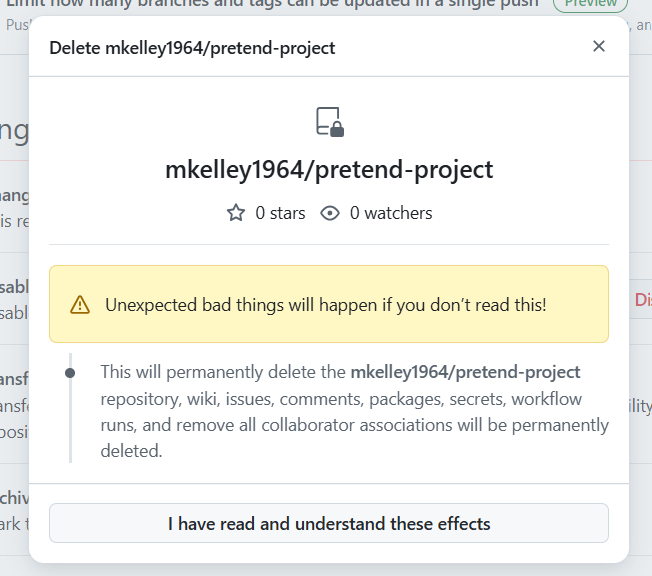 Limit how many branches and tags can be updated in a single push Preview
Delete mkelley1964/pretend-project
mkelley1964/pretend-project
0 stars 0 watchers
Unexpected bad things will happen if you don’t read this!
This will permanently delete the mkelley1964/pretend-project
repository, wiki, issues, comments, packages, secrets, workflow
runs, and remove all collaborator associations will be permanently
deleted.
I have read and understand these effects